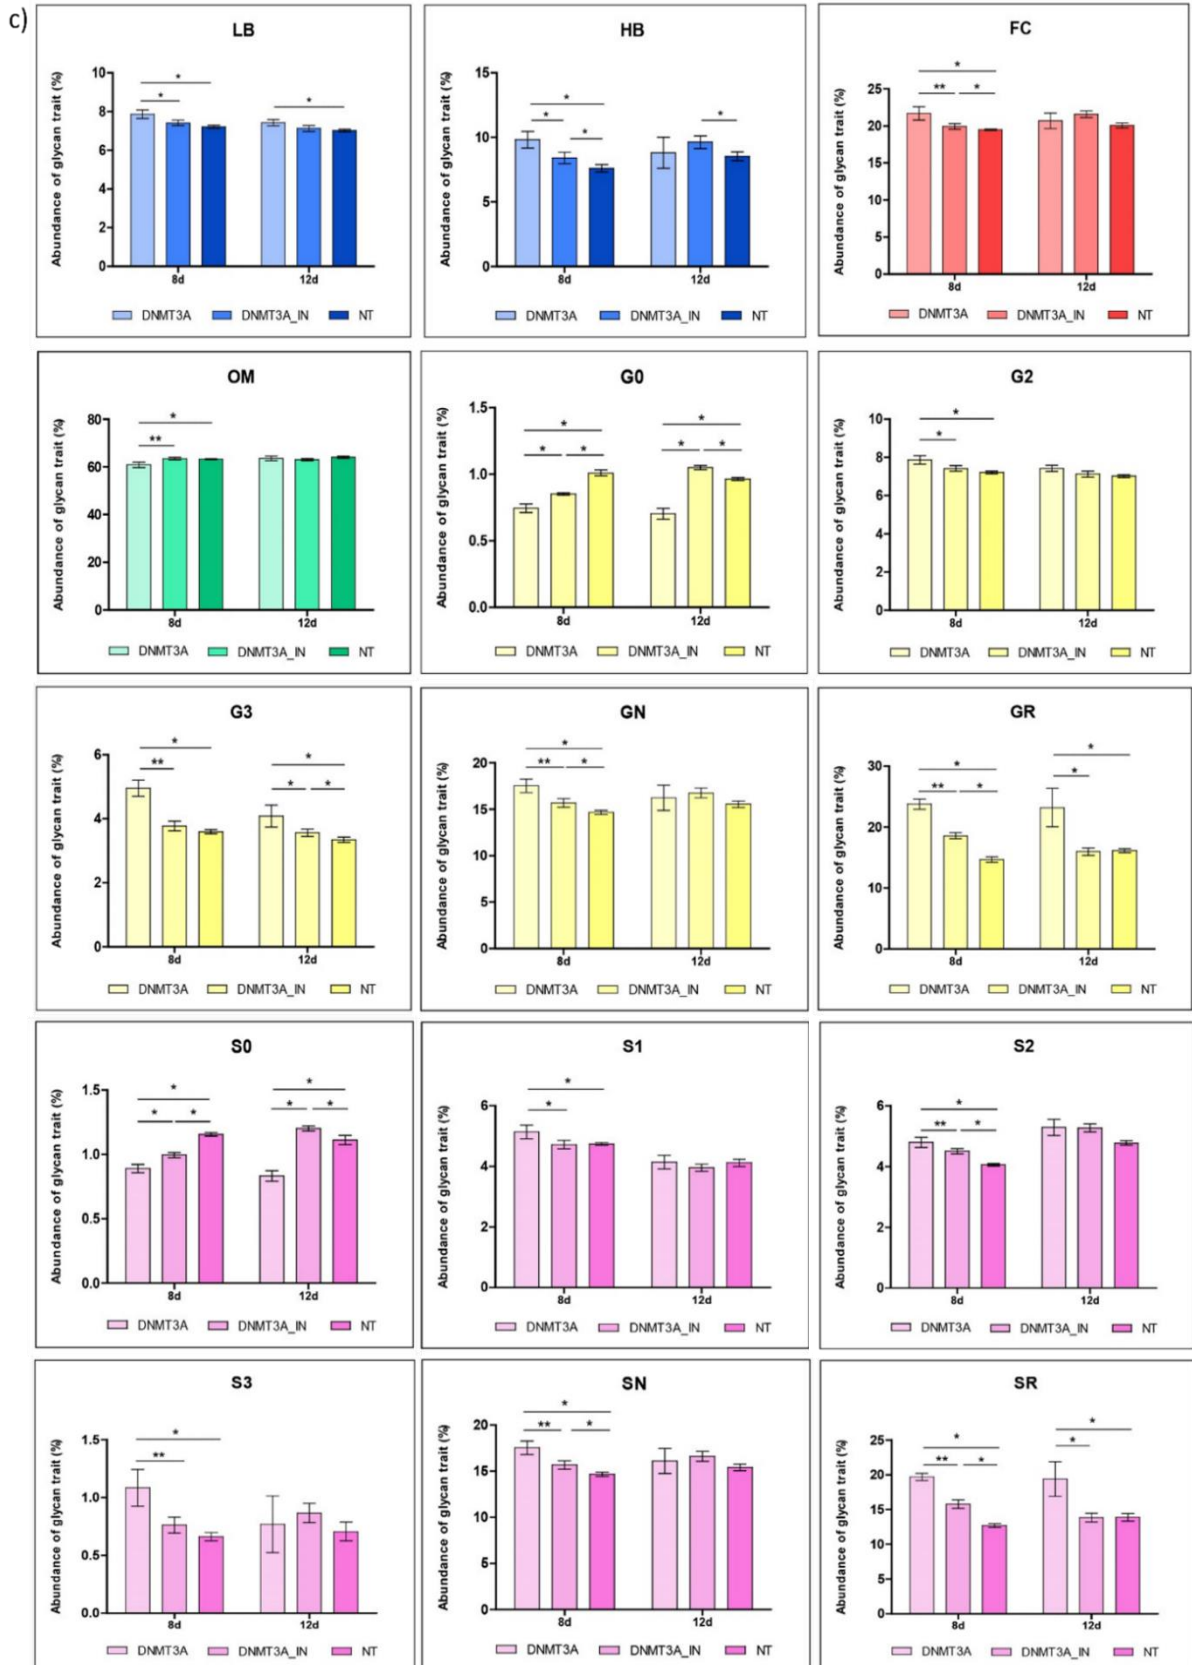 c)
LB
Abundance of glycan trait (%)
10
8
6
4
2
0
*
*
*
8d
12d
DNMT3A
DNMT3A_IN
NT
HB
Abundance of glycan trait (%)
15
10
5
0
*
*
*
*
8d
12d
DNMT3A
DNMT3A_IN
NT
FC
Abundance of glycan trait (%)
25
20
15
10
5
0
*
**
*
8d
12d
DNMT3A
DNMT3A_IN
NT
OM
Abundance of glycan trait (%)
80
60
40
20
0
*
**
8d
12d
DNMT3A
DNMT3A_IN
NT
G0
Abundance of glycan trait (%)
1.5
1.0
0.5
0.0
*
*
*
*
*
*
8d
12d
DNMT3A
DNMT3A_IN
NT
G2
Abundance of glycan trait (%)
10
8
6
4
2
0
*
*
8d
12d
DNMT3A
DNMT3A_IN
NT
G3
Abundance of glycan trait (%)
6
4
2
0
*
**
*
*
*
8d
12d
DNMT3A
DNMT3A_IN
NT
GN
Abundance of glycan trait (%)
20
15
10
5
0
*
**
*
8d
12d
DNMT3A
DNMT3A_IN
NT
GR
Abundance of glycan trait (%)
30
20
10
0
*
**
*
*
*
8d
12d
DNMT3A
DNMT3A_IN
NT
S0
Abundance of glycan trait (%)
1.5
1.0
0.5
0.0
*
*
*
*
*
*
8d
12d
DNMT3A
DNMT3A_IN
NT
S1
Abundance of glycan trait (%)
6
4
2
0
*
*
8d
12d
DNMT3A
DNMT3A_IN
NT
S2
Abundance of glycan trait (%)
6
4
2
0
*
**
*
8d
12d
DNMT3A
DNMT3A_IN
NT
S3
Abundance of glycan trait (%)
1.5
1.0
0.5
0.0
*
**
8d
12d
DNMT3A
DNMT3A_IN
NT
SN
Abundance of glycan trait (%)
20
15
10
5
0
*
**
*
8d
12d
DNMT3A
DNMT3A_IN
NT
SR
Abundance of glycan trait (%)
25
20
15
10
5
0
*
**
*
*
*
8d
12d
DNMT3A
DNMT3A_IN
NT